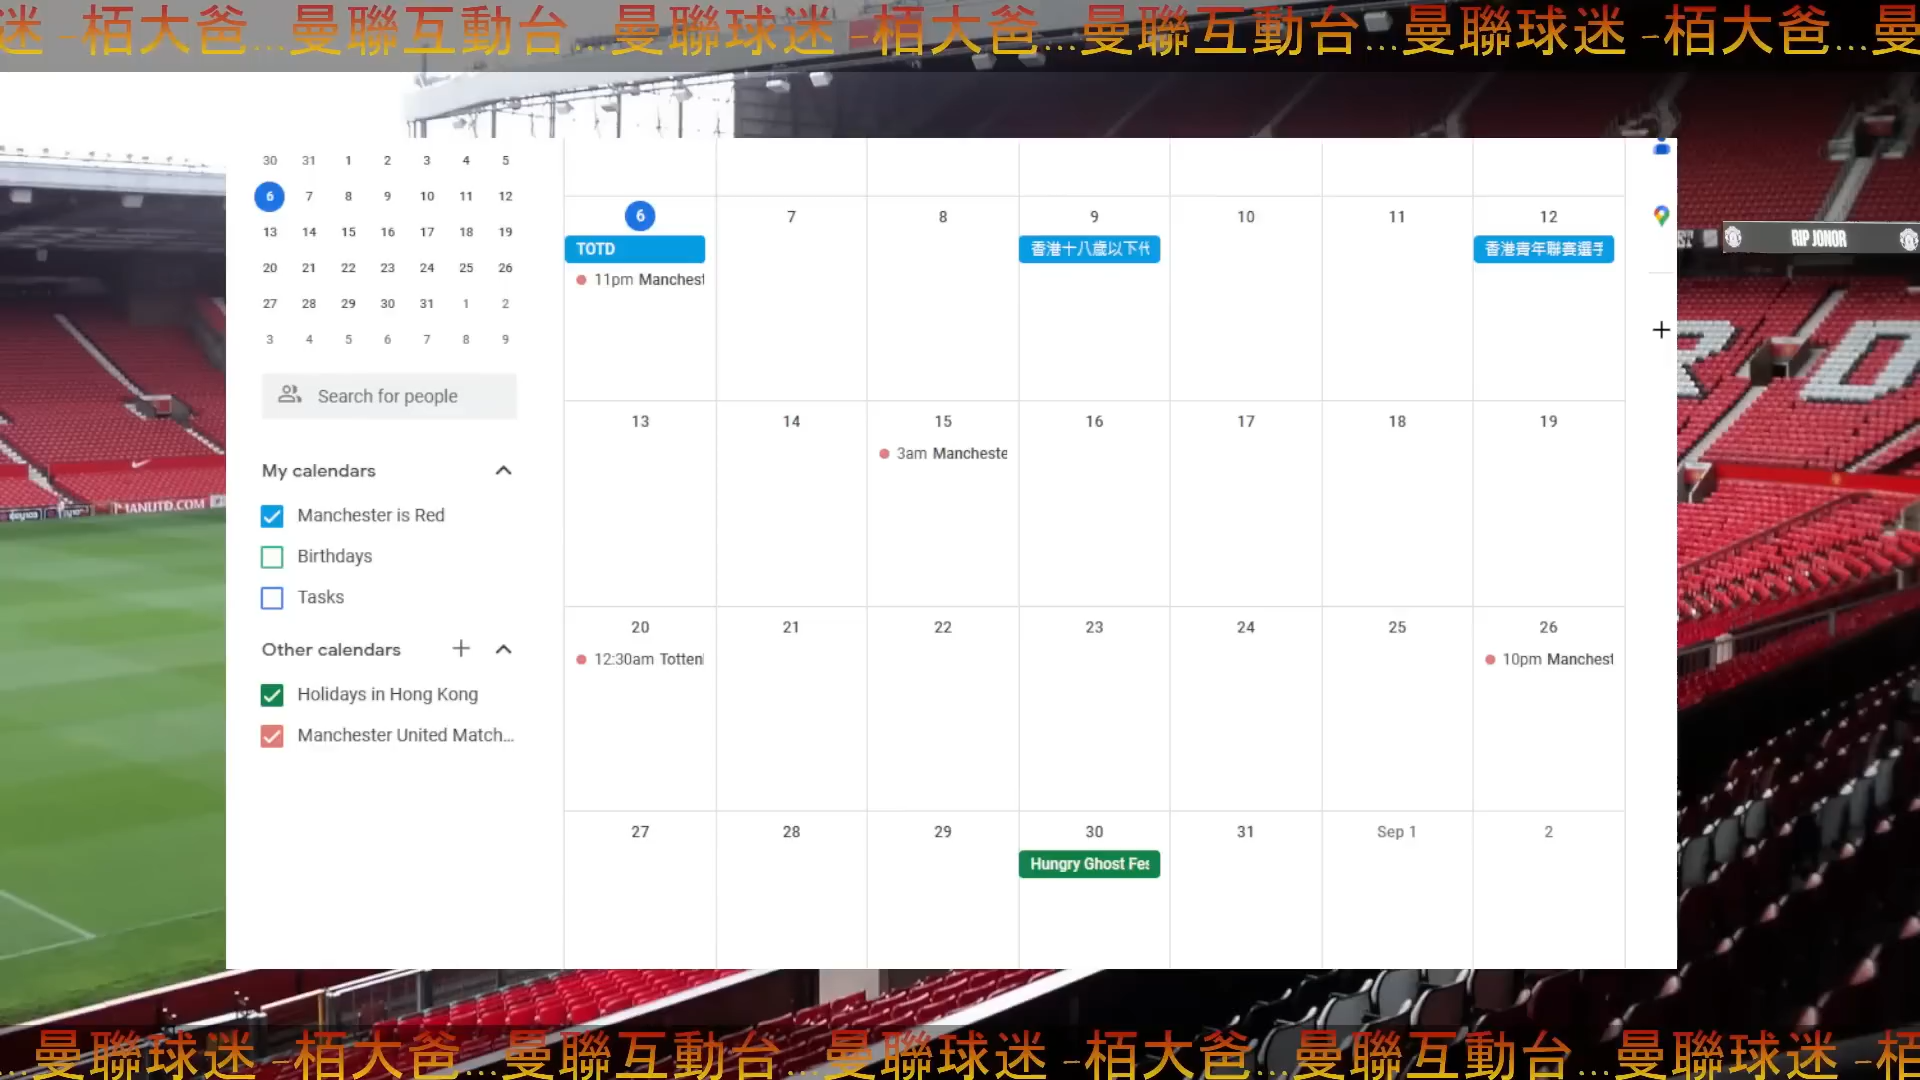 迷 -栢大爸...曼聯互動台...曼聯球迷 -栢大爸...曼聯互動台...曼聯球迷 -栢大爸...曼
30 31 1 2 3 4 5
6 7 8 9 10 11 12
13 14 15 16 17 18 19
20 21 22 23 24 25 26
27 28 29 30 31 1 2
3 4 5 6 7 8 9
Search for people
My calendars
Manchester is Red
Birthdays
Tasks
Other calendars
Holidays in Hong Kong
Manchester United Match...
6 7 8 9 10 11 12
TOTD
香港十八歲以下代
香港青年聯賽選手
11pm Manchest
13 14 15 16 17 18 19
3am Mancheste
20 21 22 23 24 25 26
12:30am Totten
10pm Manchest
27 28 29 30 31 Sep 1 2
Hungry Ghost Fes
RIP JONOR
MANUTD.COM
...曼聯球迷 -栢大爸...曼聯互動台...曼聯球迷 -栢大爸...曼聯互動台...曼聯球迷 -栢